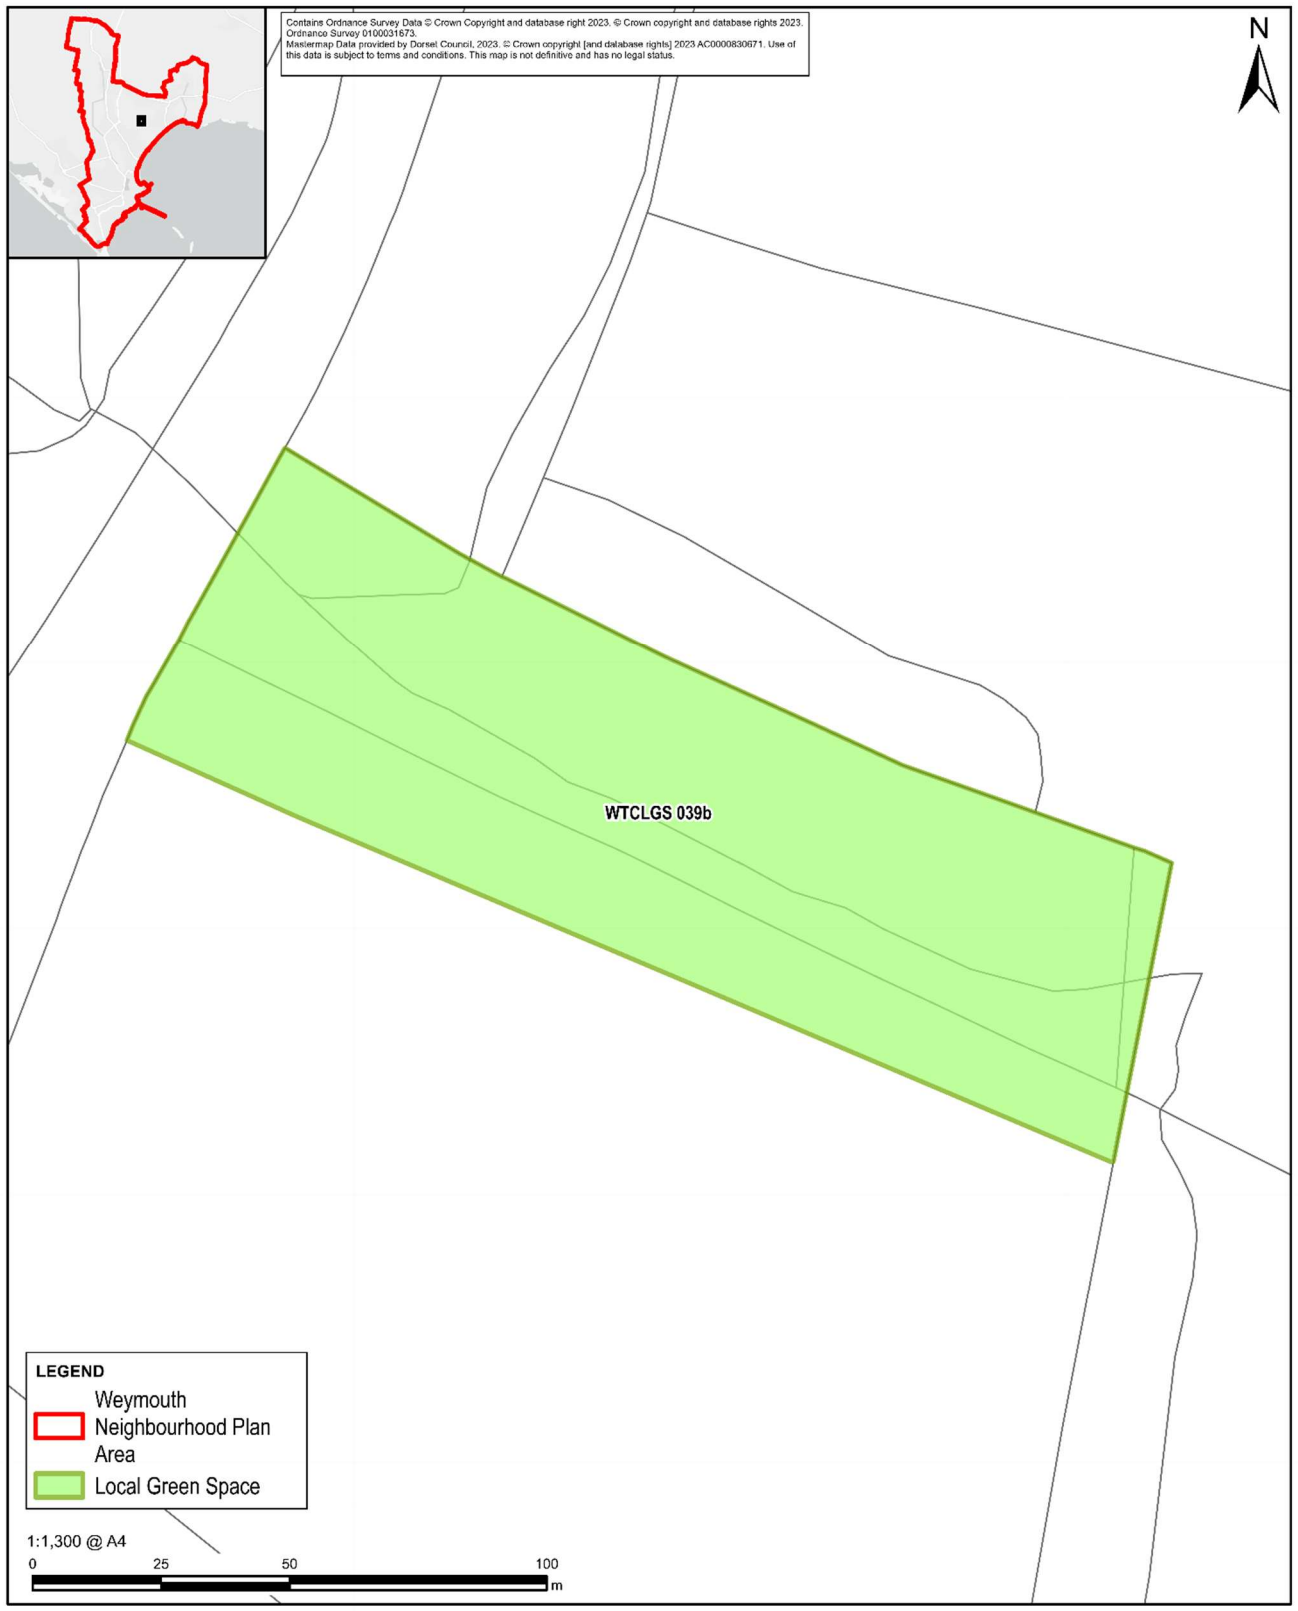 Contains Ordnance Survey Data © Crown Copyright and database right 2023. © Crown copyright and database rights 2023.
Ordnance Survey 0100031673.
Mastermap Data provided by Dorset Council, 2023. © Crown copyright [and database rights] 2023 AC0000830671. Use of
this data is subject to terms and conditions. This map is not definitive and has no legal status.
N
WTCLGS 039b
LEGEND
Weymouth
Neighbourhood Plan
Area
Local Green Space
1:1,300 @ A4
0 25 50 100
m